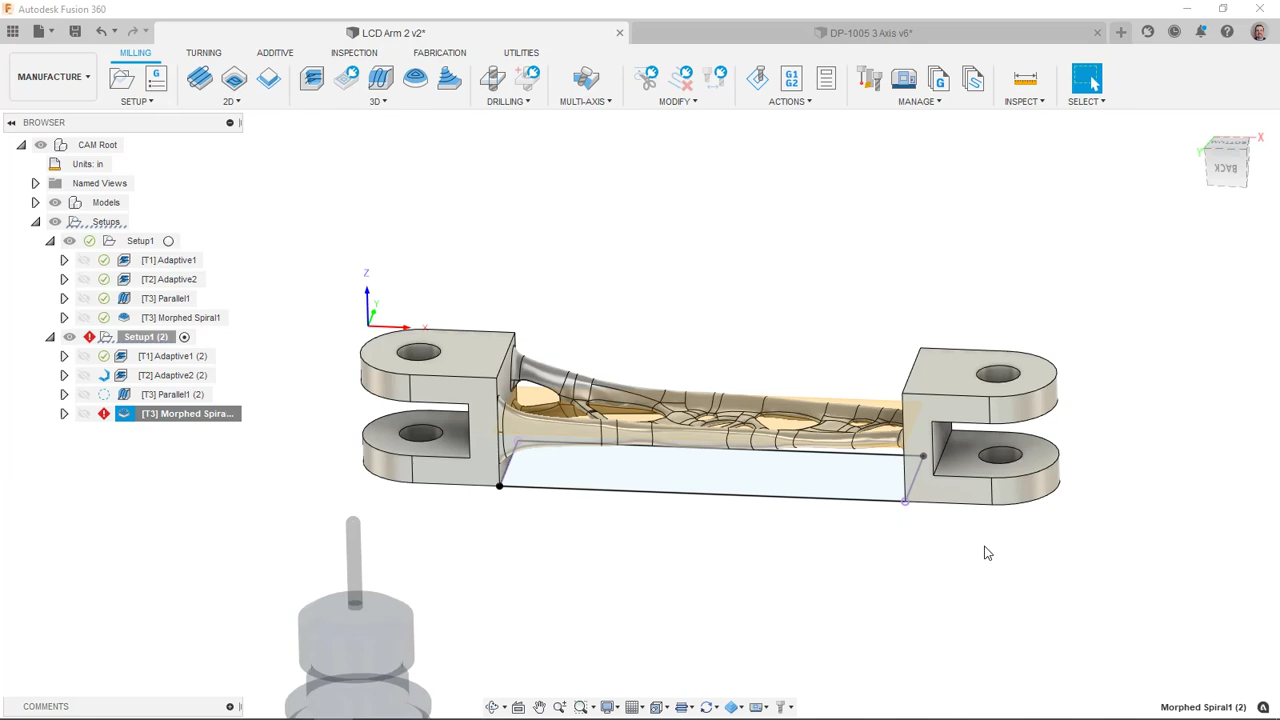 Autodesk Fusion 360
LCD Arm 2 v2*
DP-1005 3 Axis v6*
MILLING
TURNING
ADDITIVE
INSPECTION
FABRICATION
UTILITIES
MANUFACTURE
SETUP
2D
3D
DRILLING
MULTI-AXIS
MODIFY
G1
G2
ACTIONS
MANAGE
INSPECT
SELECT
BROWSER
CAM Root
Units: in
Named Views
Models
Setups
Setup1
[T1] Adaptive1
[T2] Adaptive2
[T3] Parallel1
[T3] Morphed Spiral1
Setup1 (2)
[T1] Adaptive1 (2)
[T2] Adaptive2 (2)
[T3] Parallel1 (2)
[T3] Morphed Spira...
Z
Y
X
BOTTOM
BACK
Y
X
COMMENTS
Morphed Spiral1 (2)